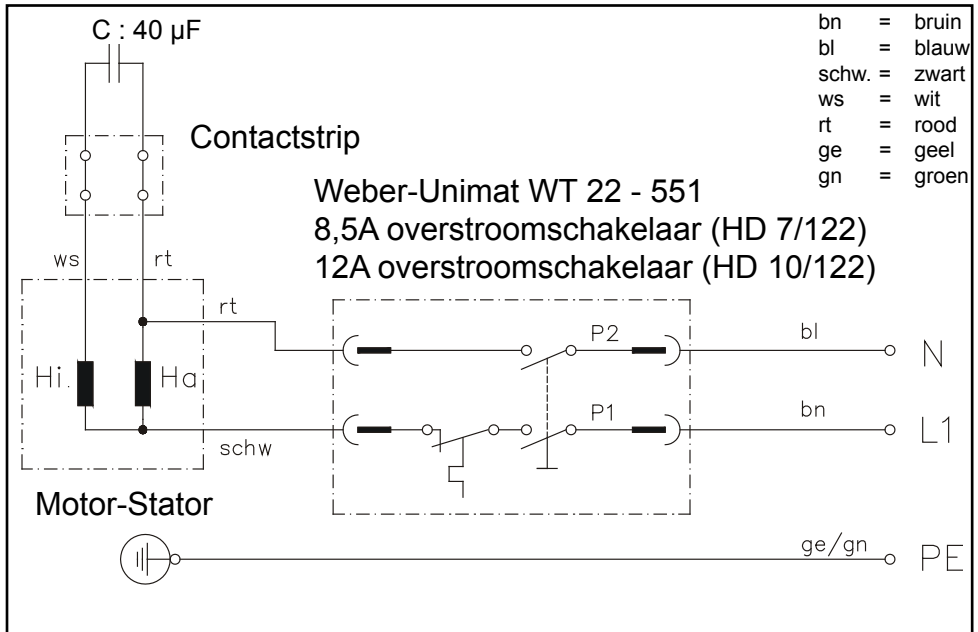 C : 40 µF
bn = bruin
bl = blauw
schw. = zwart
ws = wit
rt = rood
ge = geel
gn = groen
Contactstrip
Weber-Unimat WT 22 - 551
8,5A overstroomschakelaar (HD 7/122)
12A overstroomschakelaar (HD 10/122)
ws rt
rt
P2
bl
N
Hi. Ha
P1
bn
L1
schw
Motor-Stator
ge/gn
PE